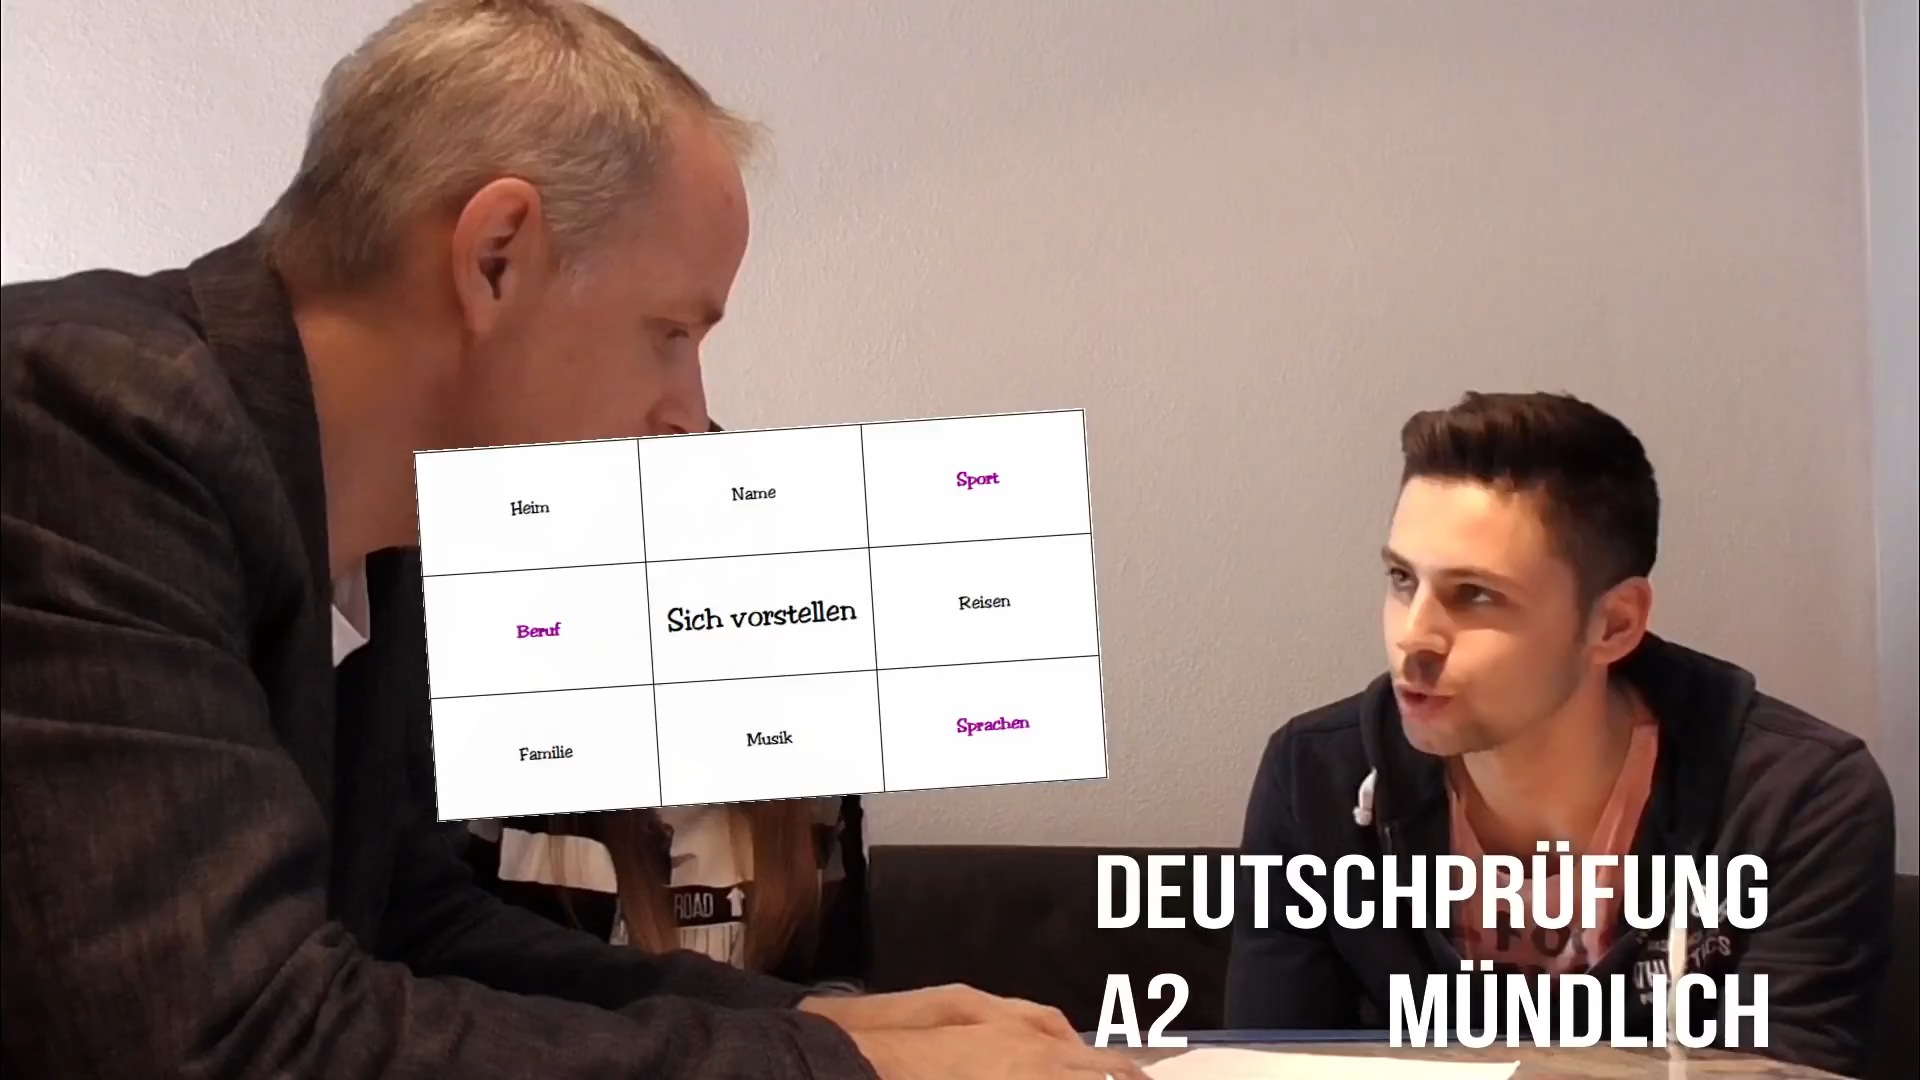 Heim
Name
Sport
Beruf
Sich vorstellen
Reisen
Familie
Musik
Sprachen
ROAD
DEUTSCHPRÜFUNG
A2 MÜNDLICH